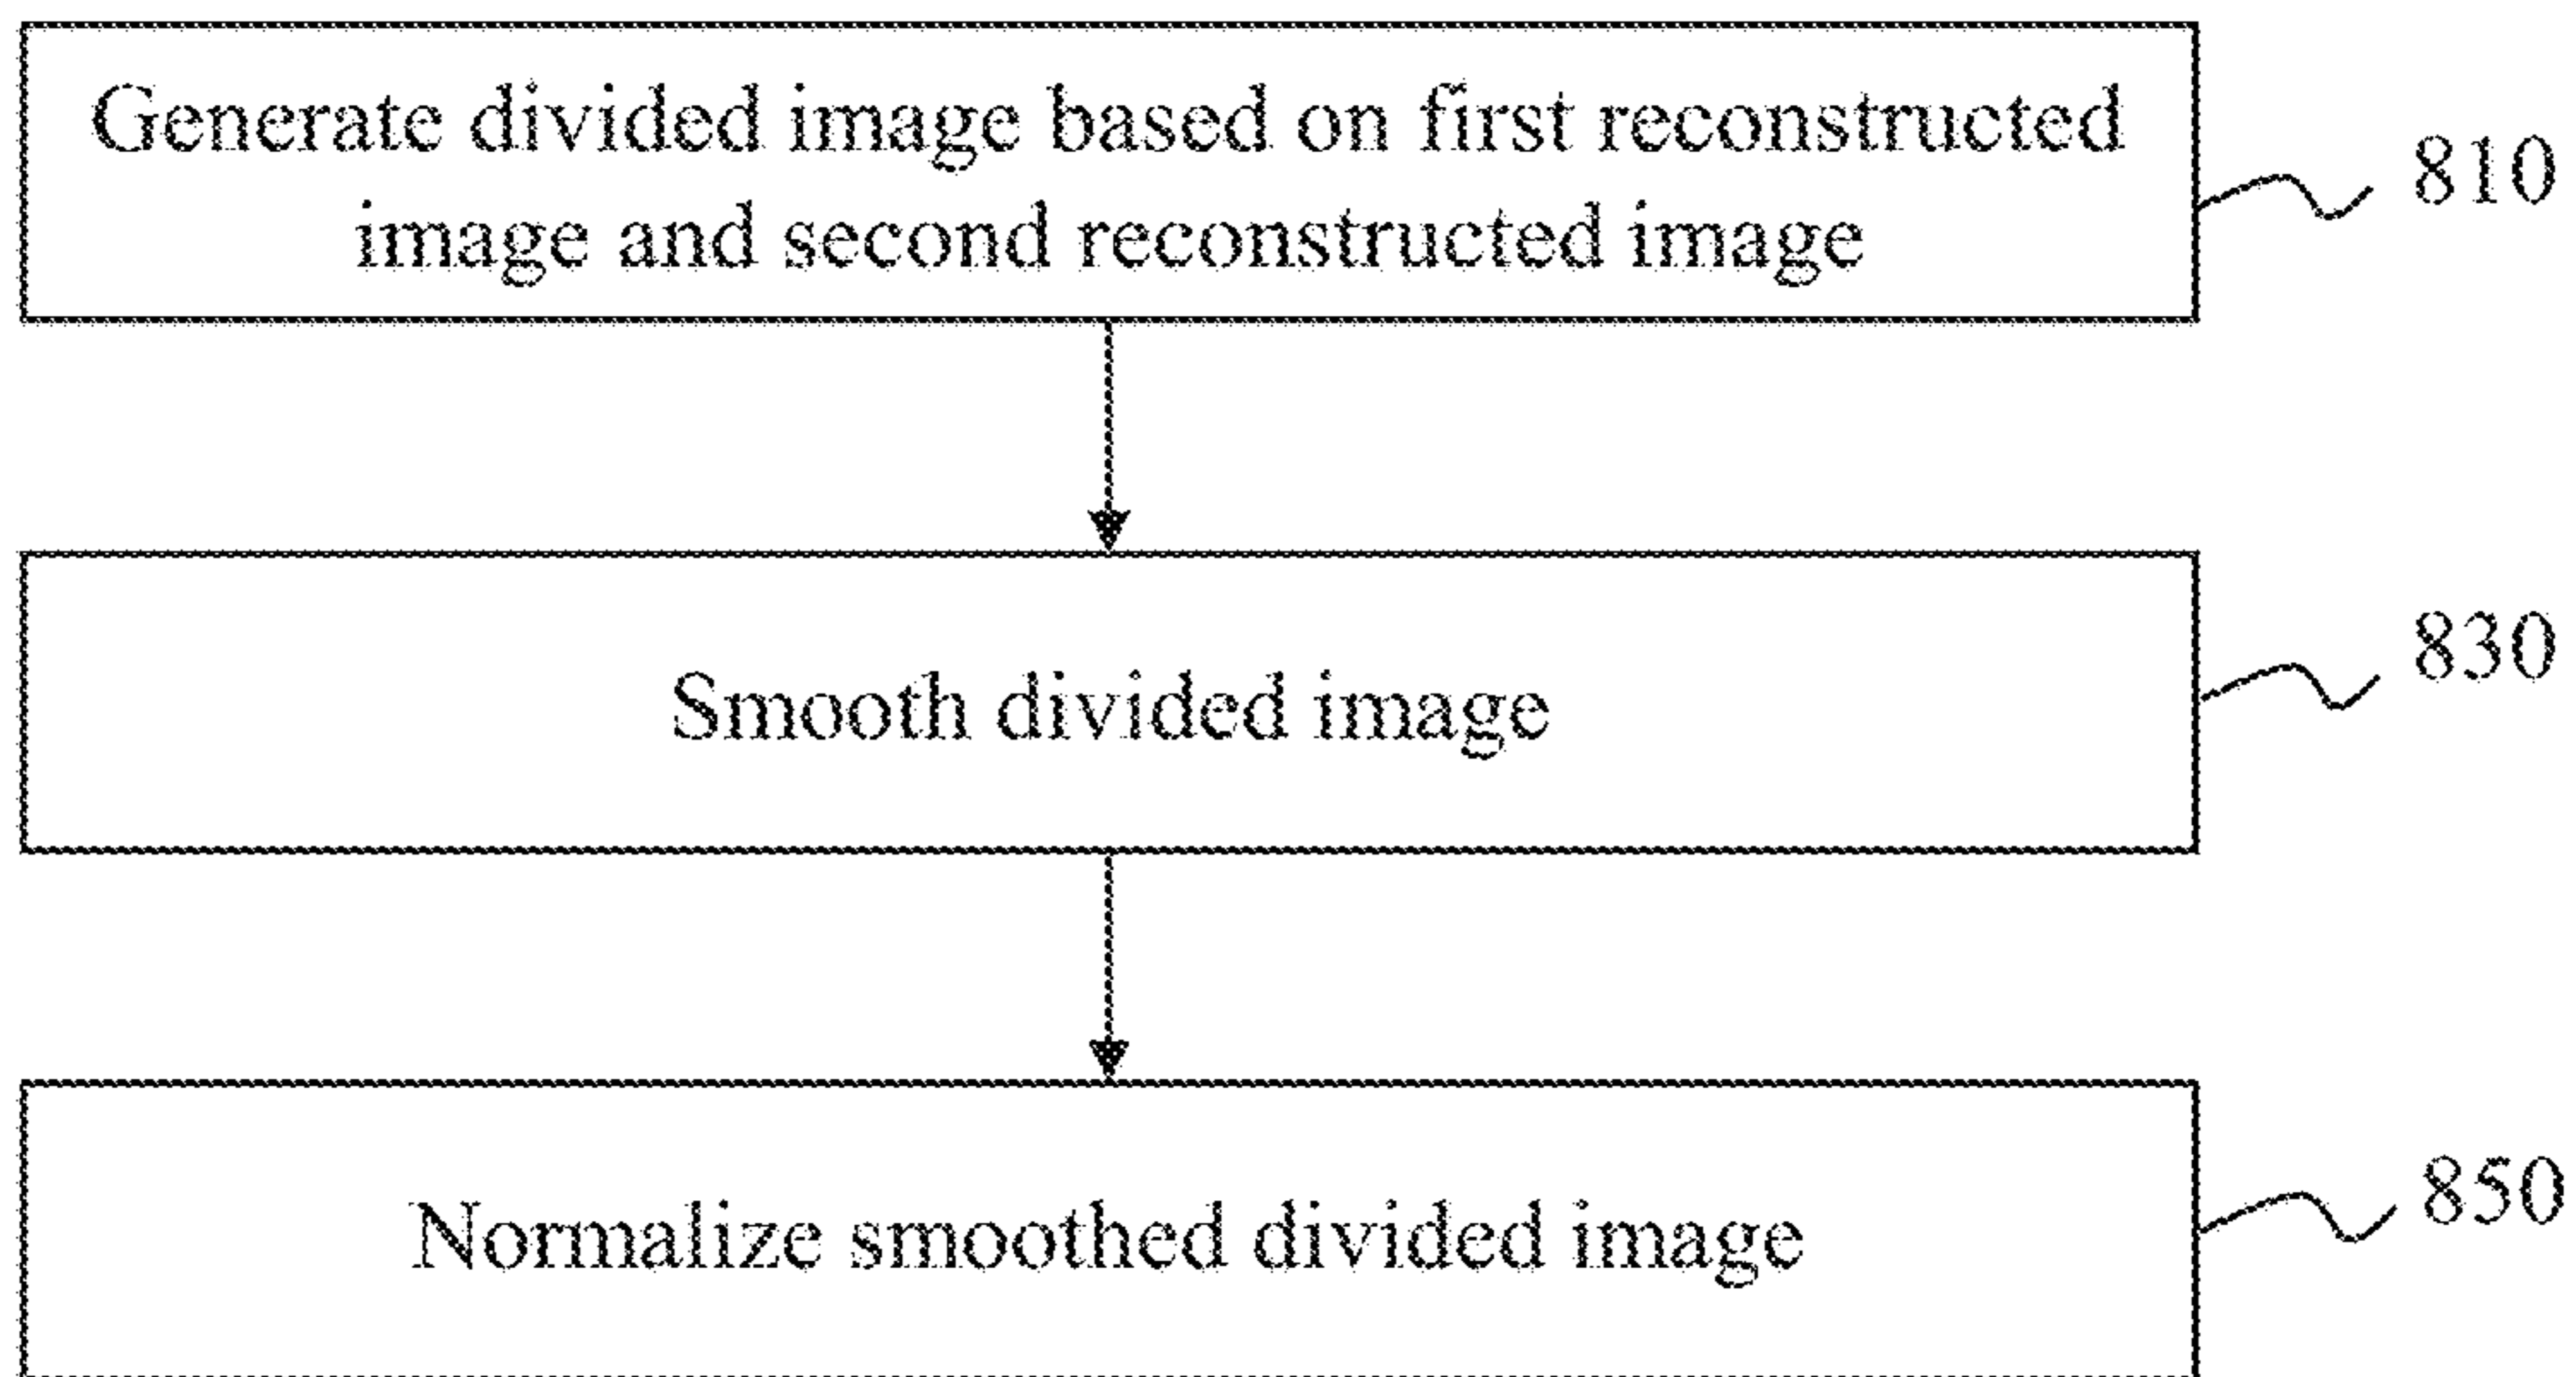 Generate divided image based on first reconstructed
image and second reconstructed image
810
Smooth divided image
830
Normalize smoothed divided image
850